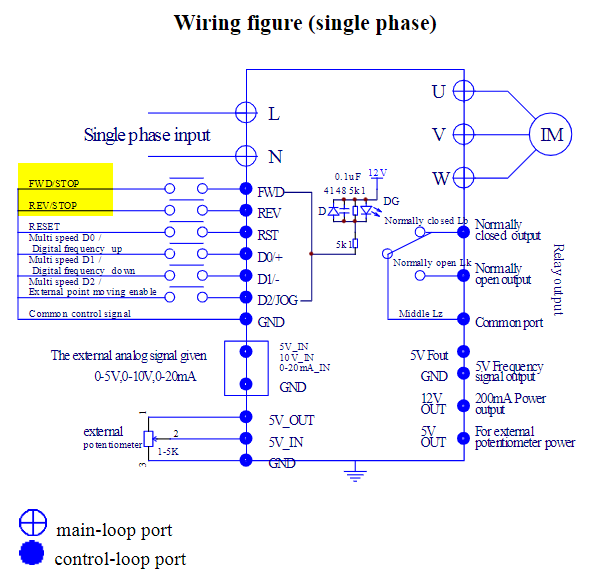 Wiring figure (single phase)
Single phase input
L
N
U
V
W
IM
FWD/STOP
REV/STOP
RESET
Multi speed D0 /
Digital frequency up
Multi speed D1 /
Digital frequency down
Multi speed D2 /
External point moving enable
Common control signal
FWD
REV
RST
D0/+
D1/-
D2/JOG
GND
0.1uF
12V
4148
5k1
D
DG
5k1
Normally closed Lb
Normally open Lk
Middle Lz
Normally
closed output
Normally
open output
Common port
Relay output
The external analog signal given
0-5V,0-10V,0-20mA
5V_IN
10V_IN
0-20mA_IN
GND
5V Fout
GND
5V Frequency
signal output
12V
OUT
200mA Power
output
5V
OUT
For external
potentiometer power
external
potentiometer
1
2
3
1-5K
5V_OUT
5V_IN
GND
main-loop port
control-loop port